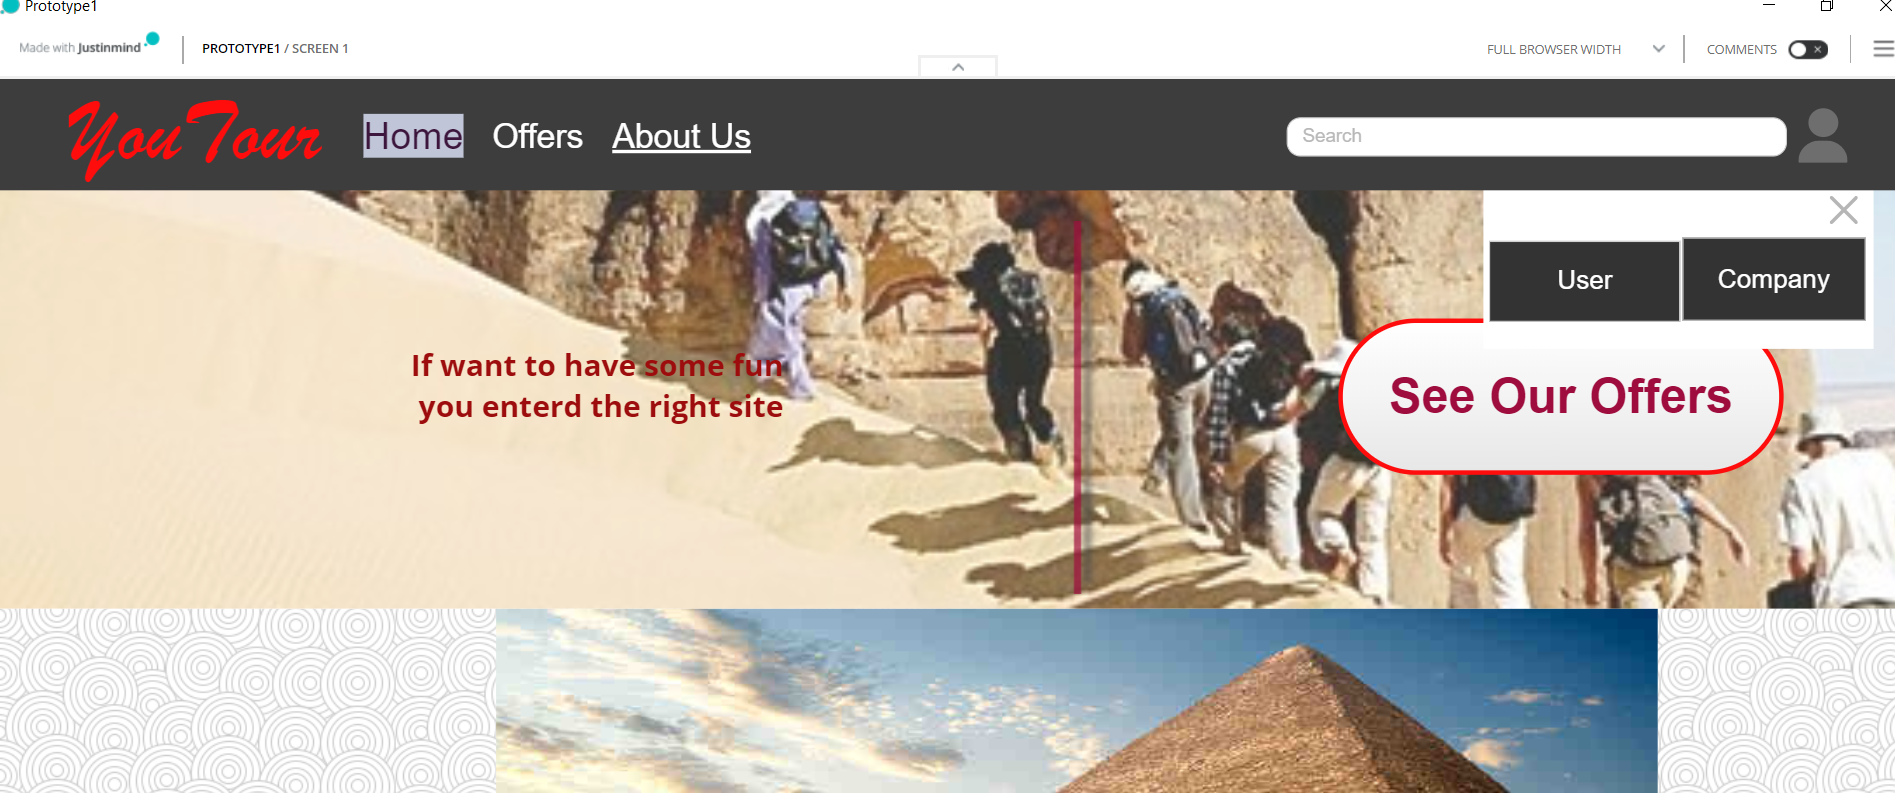 Prototype1
Made with Justinmind
PROTOTYPE1 / SCREEN 1
FULL BROWSER WIDTH
COMMENTS
YouTour
Home
Offers
About Us
Search
User
Company
If want to have some fun
you enterd the right site
See Our Offers